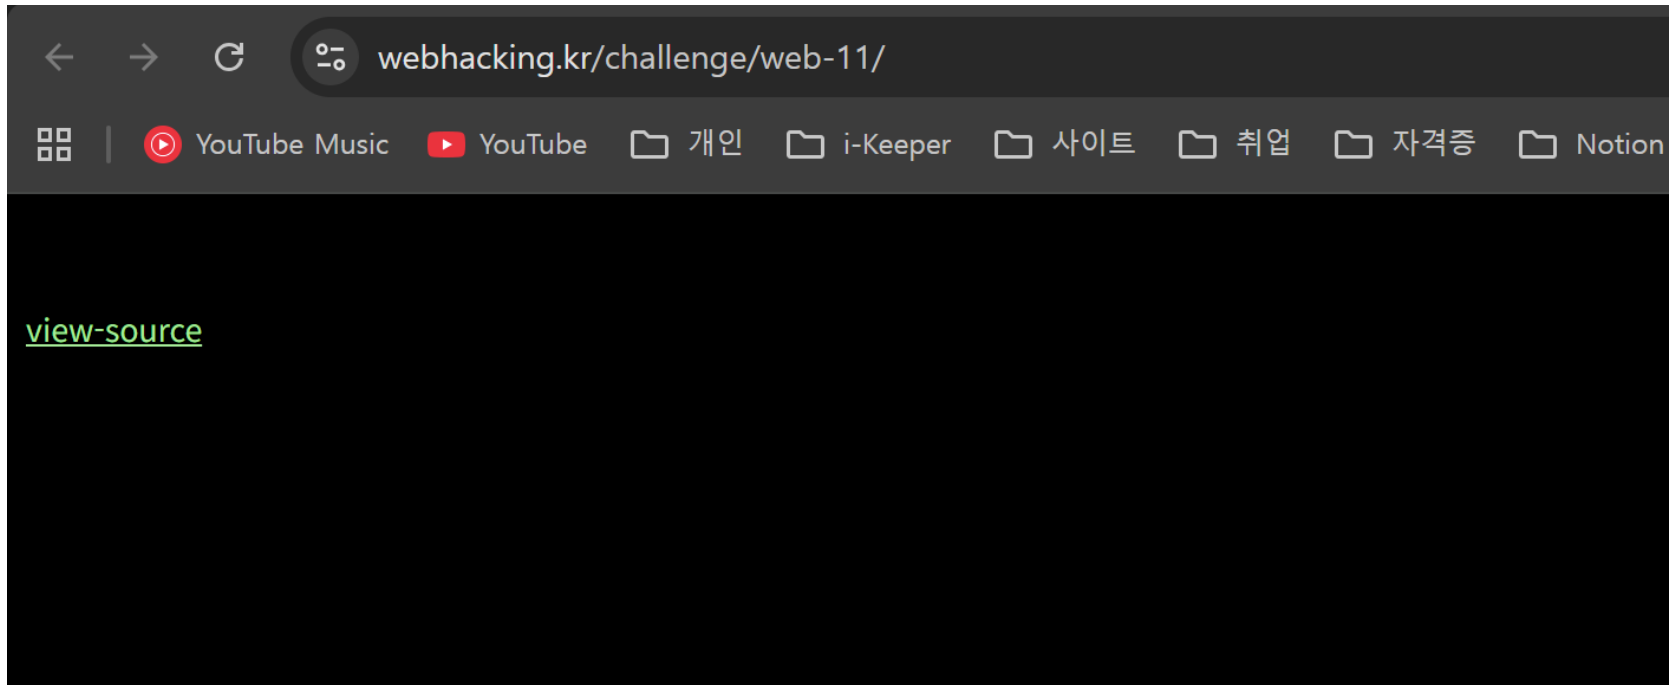 webhacking.kr/challenge/web-11/
YouTube Music YouTube 개인 i-Keeper 사이트 취업 자격증 Notion
view-source